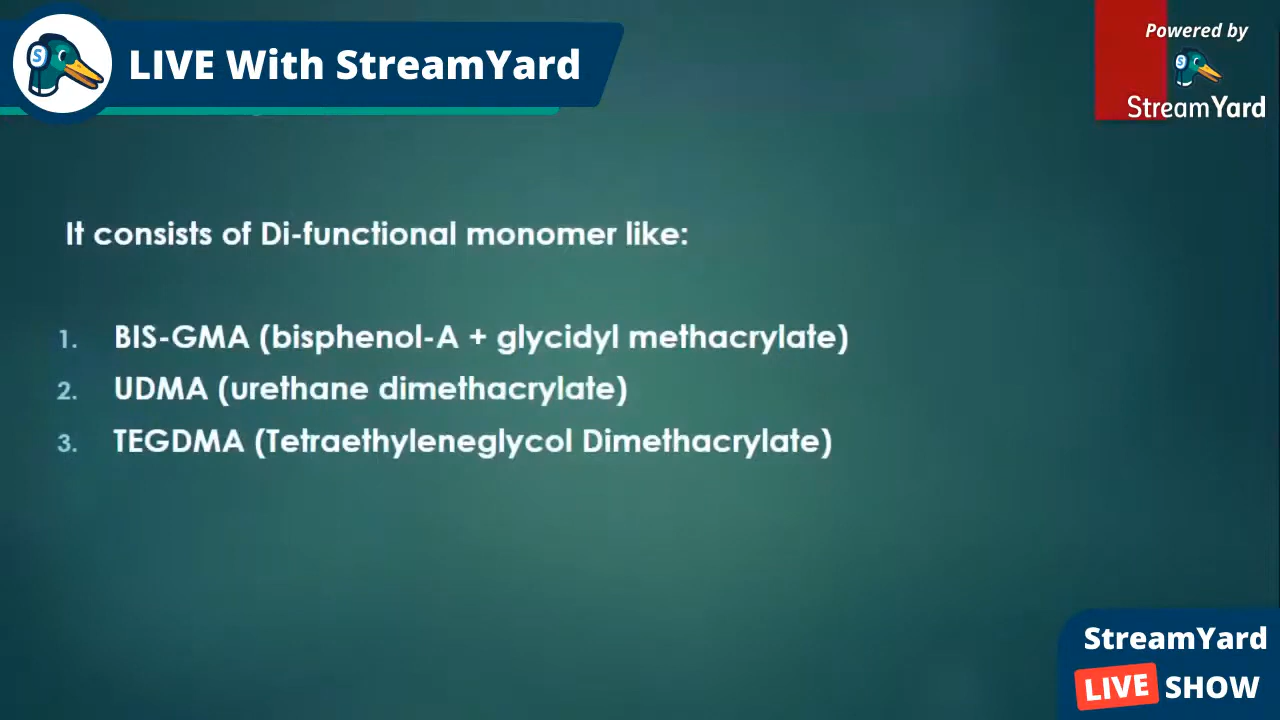 LIVE With StreamYard
Powered by
StreamYard
It consists of Di-functional monomer like:
1. BIS-GMA (bisphenol-A + glycidyl methacrylate)
2. UDMA (urethane dimethacrylate)
3. TEGDMA (Tetraethyleneglycol Dimethacrylate)
StreamYard
LIVE SHOW